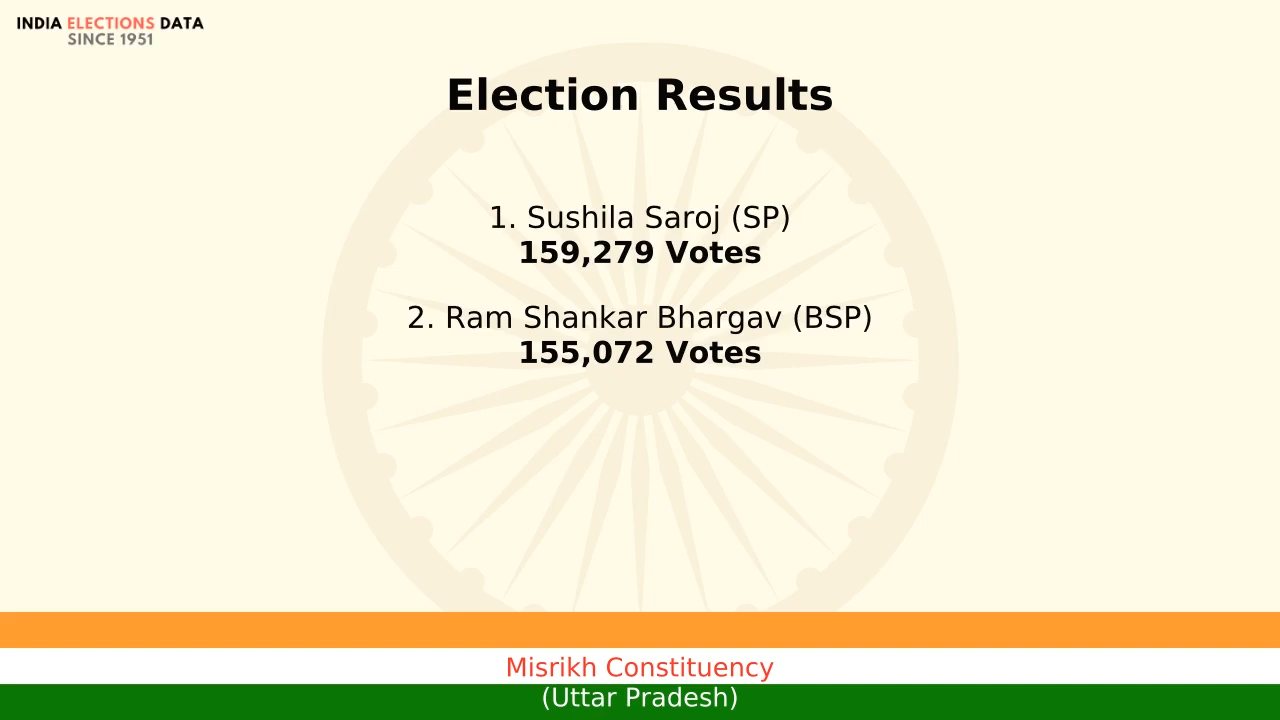 INDIA ELECTIONS DATA
SINCE 1951
Election Results
1. Sushila Saroj (SP)
159,279 Votes
2. Ram Shankar Bhargav (BSP)
155,072 Votes
Misrikh Constituency
(Uttar Pradesh)